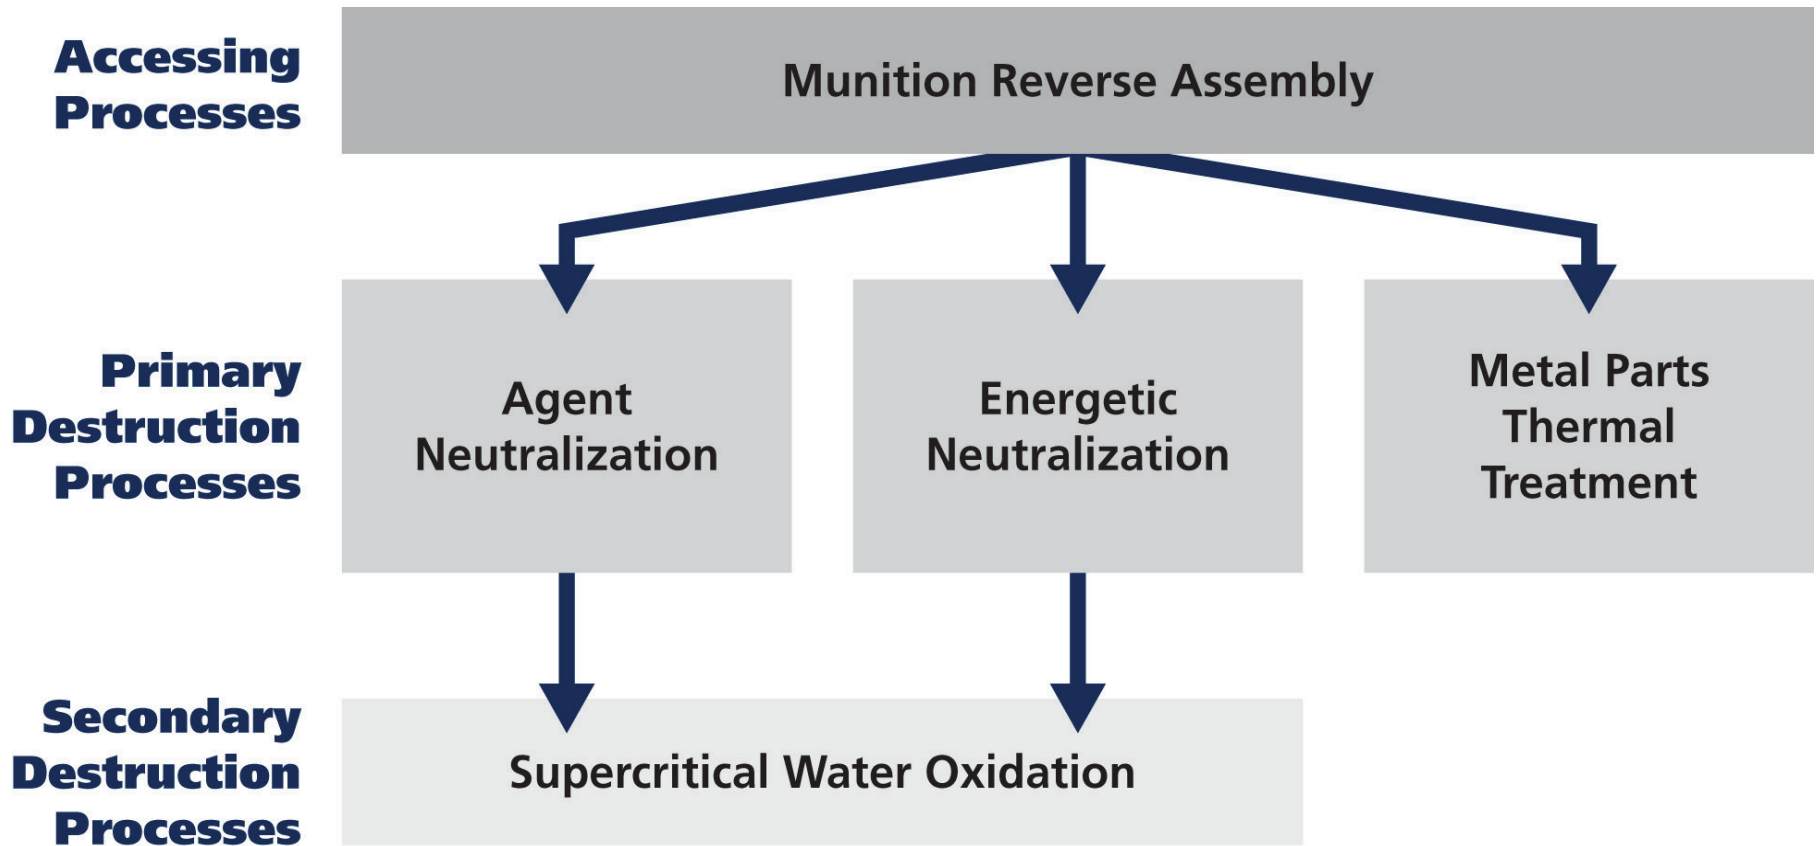 Accessing
Processes
Munition Reverse Assembly
Primary
Destruction
Processes
Agent
Neutralization
Energetic
Neutralization
Metal Parts
Thermal
Treatment
Secondary
Destruction
Processes
Supercritical Water Oxidation